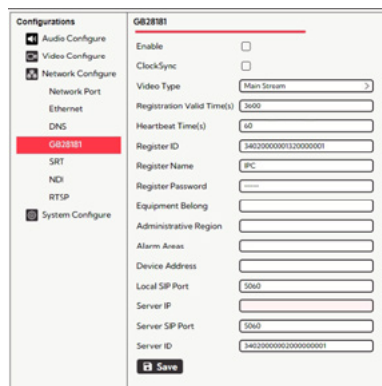 Configurations
Audio Configure
Video Configure
Network Configure
Network Port
Ethernet
DNS
GB28181
SRT
NDI
RTSP
System Configure
GB28181
Enable
ClockSync
Video Type Main Stream
Registration Valid Time(s) 3600
Heartbeat Time(s) 60
Register ID 34020000001320000001
Register Name IPC
Register Password
Equipment Belong
Administrative Region
Alarm Areas
Device Address
Local SIP Port 5060
Server IP
Server SIP Port 5060
Server ID 34020000002000000001
Save